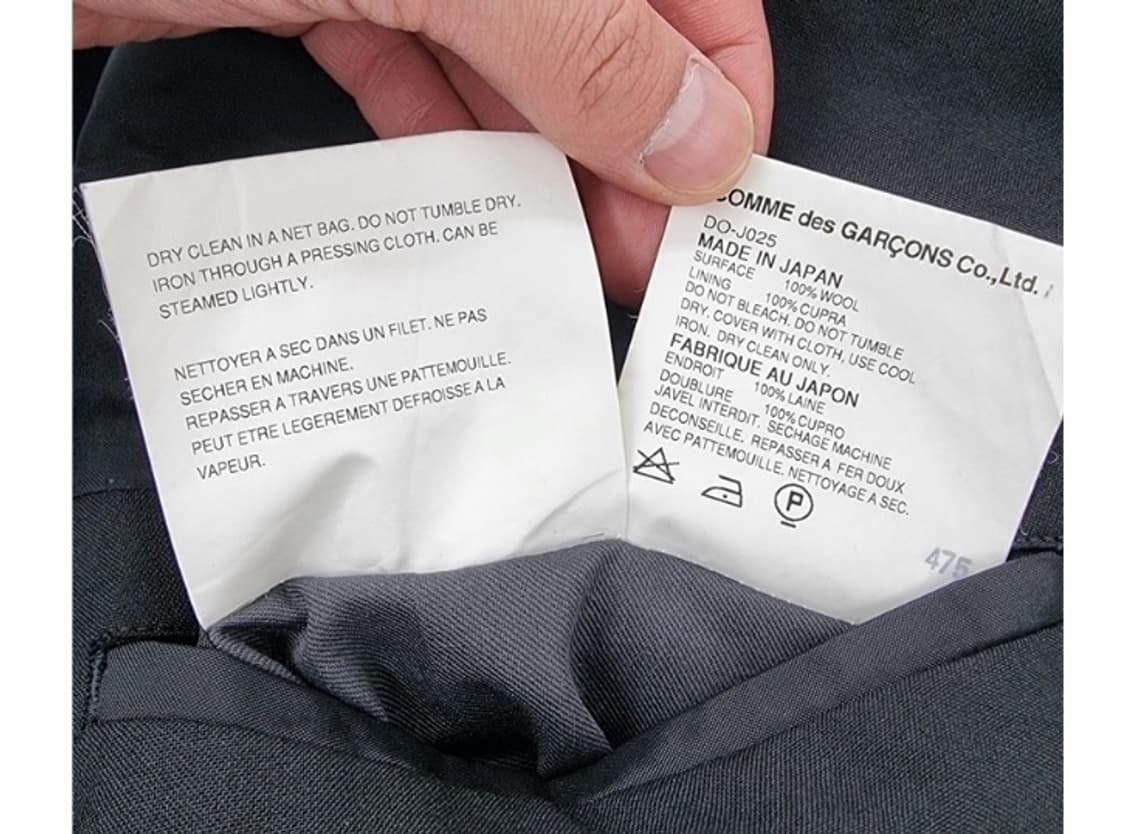 DRY CLEAN IN A NET BAG. DO NOT TUMBLE DRY.
IRON THROUGH A PRESSING CLOTH. CAN BE
STEAMED LIGHTLY.
NETTOYER A SEC DANS UN FILET. NE PAS
SECHER EN MACHINE.
REPASSER A TRAVERS UNE PATTEMOUILLE.
PEUT ETRE LEGEREMENT DEFROISSE A LA
VAPEUR.
COMME des GARÇONS Co.,Ltd.
DO-J025
MADE IN JAPAN
SURFACE 100% WOOL
LINING 100% CUPRA
DO NOT BLEACH. DO NOT TUMBLE
DRY. COVER WITH CLOTH, USE COOL
IRON. DRY CLEAN ONLY.
FABRIQUE AU JAPON
ENDROIT 100% LAINE
DOUBLURE 100% CUPRO
JAVEL INTERDIT. SECHAGE MACHINE
DECONSEILLE. REPASSER A FER DOUX
AVEC PATTEMOUILLE. NETTOYAGE A SEC.
P
475